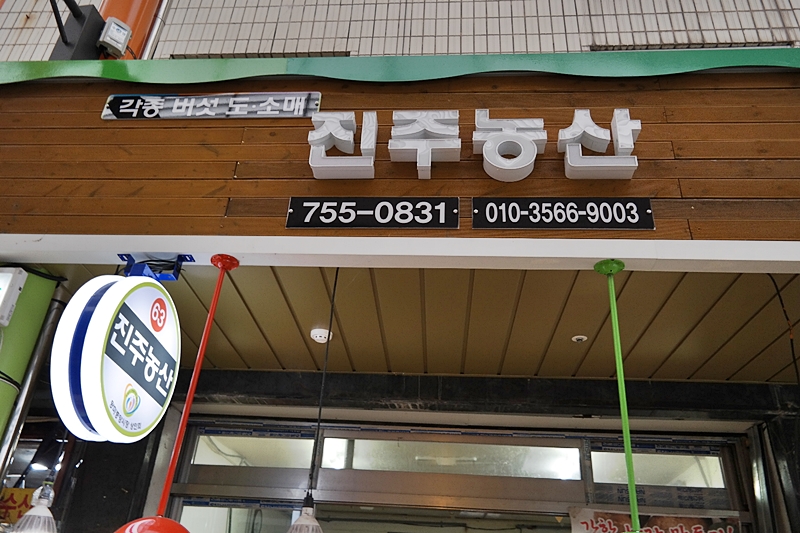 각종 버섯 도·소매
진주농산
755-0831
010-3566-9003
63
진주농산